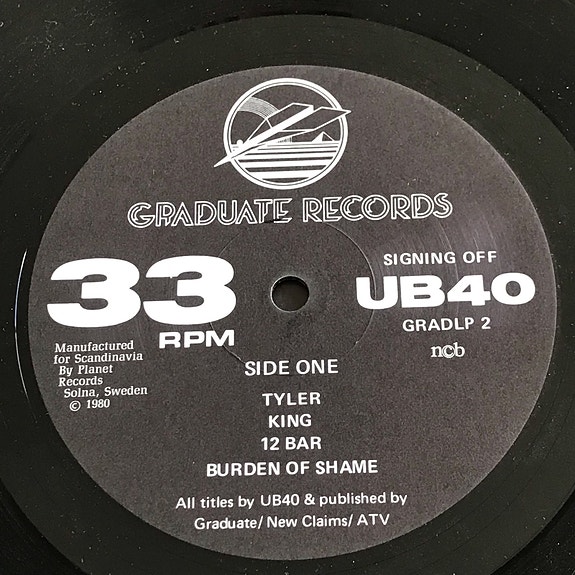 GRADUATE RECORDS
33
RPM
SIGNING OFF
UB40
GRADLP 2
ncb
Manufactured
for Scandinavia
By Planet
Records
Solna, Sweden
© 1980
SIDE ONE
TYLER
KING
12 BAR
BURDEN OF SHAME
All titles by UB40 & published by
Graduate/ New Claims/ ATV